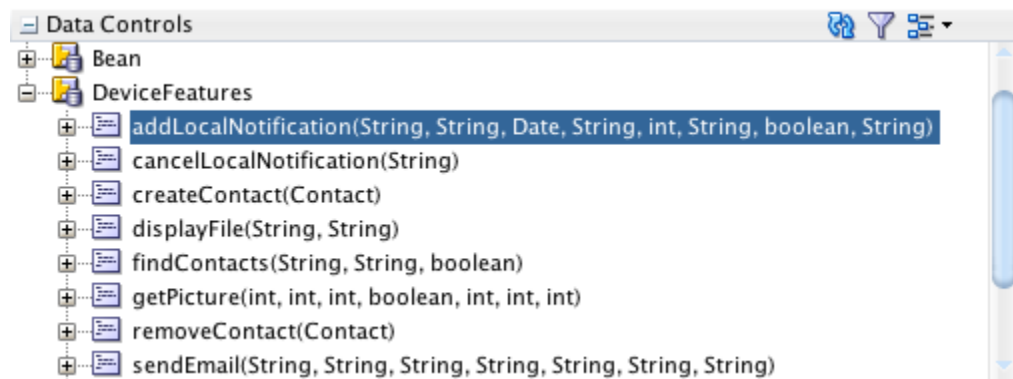 Data Controls
Bean
DeviceFeatures
addLocalNotification(String, String, Date, String, int, String, boolean, String)
cancelLocalNotification(String)
createContact(Contact)
displayFile(String, String)
findContacts(String, String, boolean)
getPicture(int, int, int, boolean, int, int, int)
removeContact(Contact)
sendEmail(String, String, String, String, String, String, String)